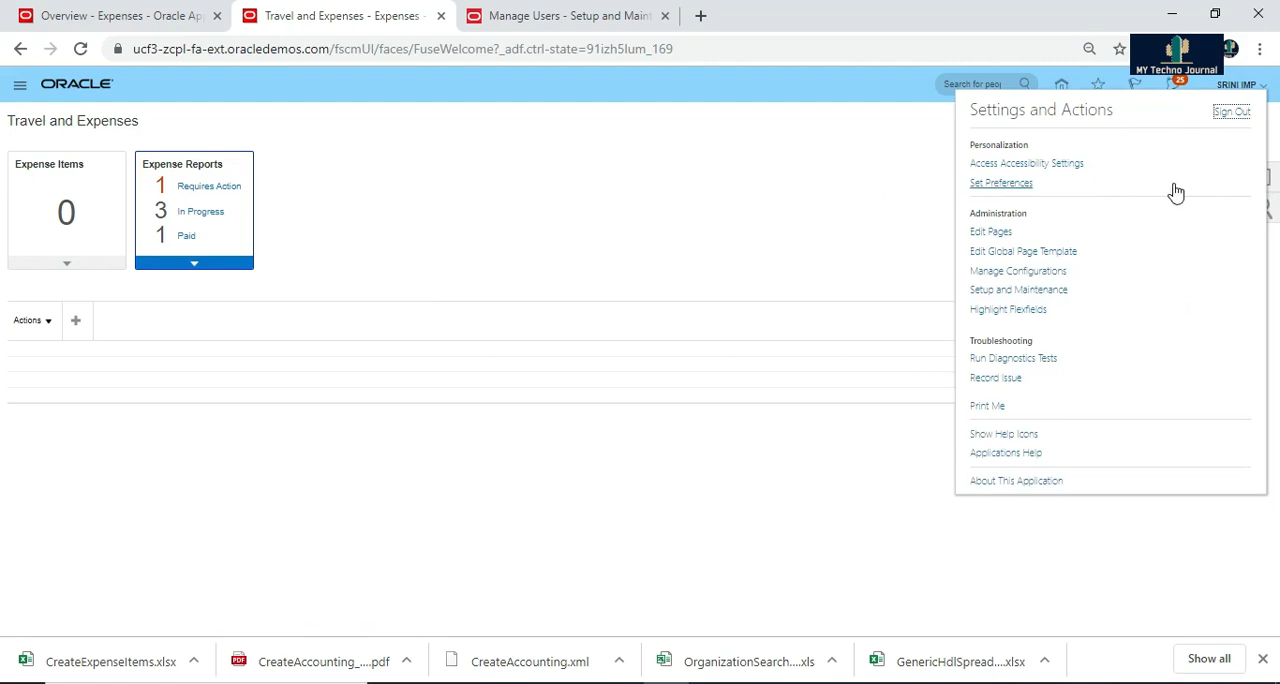 Overview - Expenses - Oracle Ap
Travel and Expenses - Expenses -
Manage Users - Setup and Maint
ucf3-zcpl-fa-ext.oracledemos.com/fscmUI/faces/FuseWelcome?_adf.ctrl-state=91izh5lum_169
MY Techno Journal
ORACLE
Search for peop
25
SRINI IMP
Travel and Expenses
Settings and Actions
Sign Out
Personalization
Access Accessibility Settings
Set Preferences
Administration
Edit Pages
Edit Global Page Template
Manage Configurations
Setup and Maintenance
Highlight Flexfields
Troubleshooting
Run Diagnostics Tests
Record Issue
Print Me
Show Help Icons
Applications Help
About This Application
Expense Items
0
Expense Reports
1 Requires Action
3 In Progress
1 Paid
Actions
CreateExpenseItems.xlsx
PDF
CreateAccounting_....pdf
CreateAccounting.xml
OrganizationSearch....xls
GenericHdlSpread....xlsx
Show all